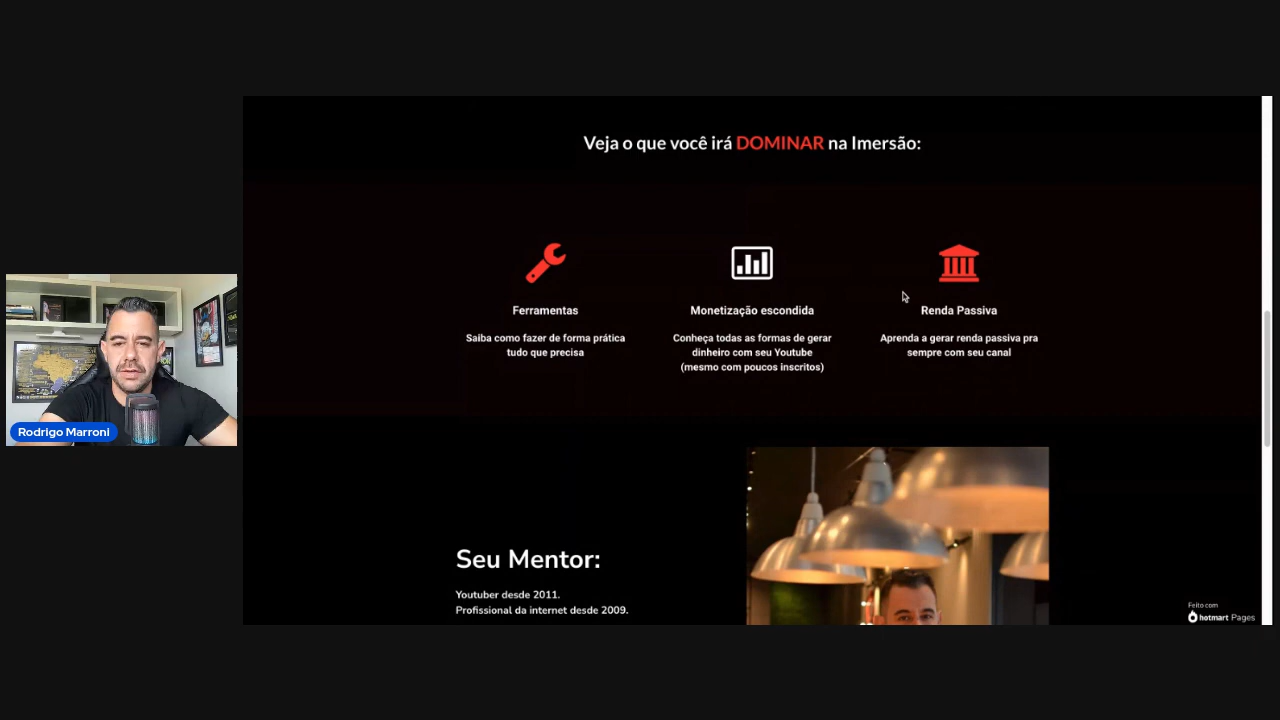 Veja o que você irá DOMINAR na Imersão:
Ferramentas
Saiba como fazer de forma prática
tudo que precisa
Monetização escondida
Conheça todas as formas de gerar
dinheiro com seu Youtube
(mesmo com poucos inscritos)
Renda Passiva
Aprenda a gerar renda passiva pra
sempre com seu canal
Rodrigo Marroni
Seu Mentor:
Youtuber desde 2011.
Profissional da internet desde 2009.
Feito com
hotmart Pages